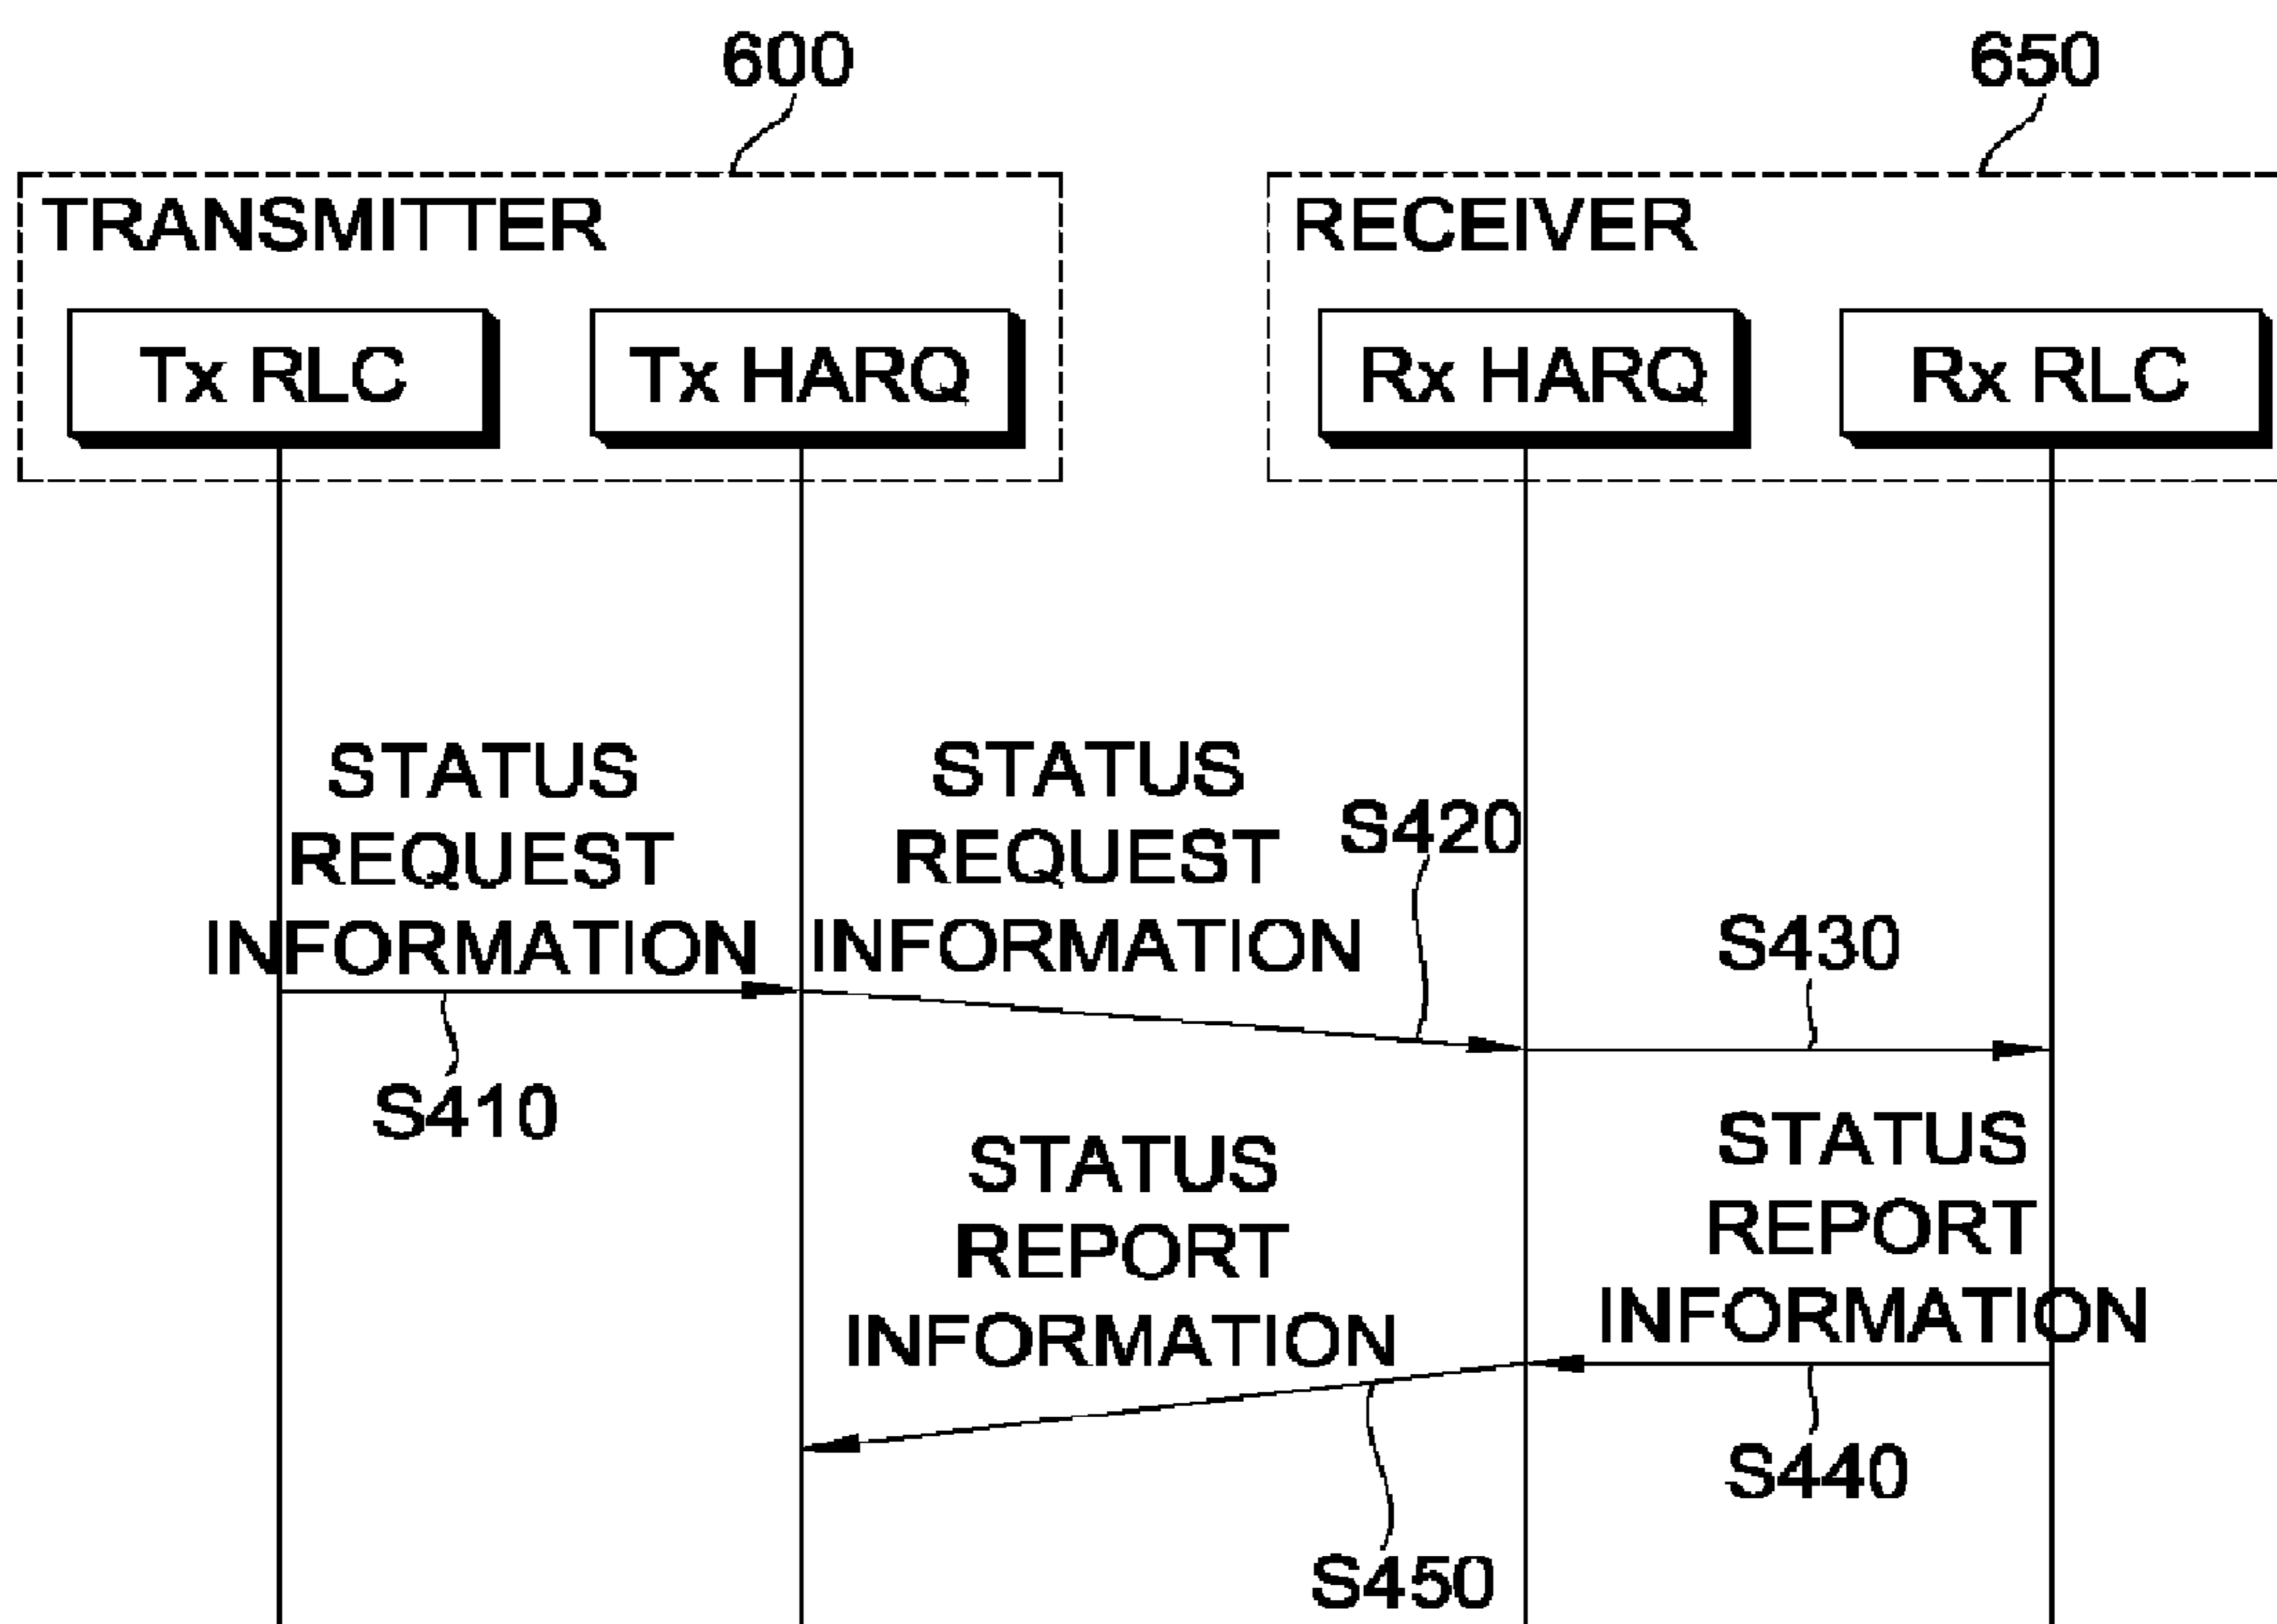 600
650
TRANSMITTER
RECEIVER
Tx RLC
Tx HARQ
Rx HARQ
Rx RLC
STATUS
REQUEST
INFORMATION
STATUS
REQUEST
INFORMATION
S420
S430
S410
STATUS
REPORT
INFORMATION
STATUS
REPORT
INFORMATION
S440
S450